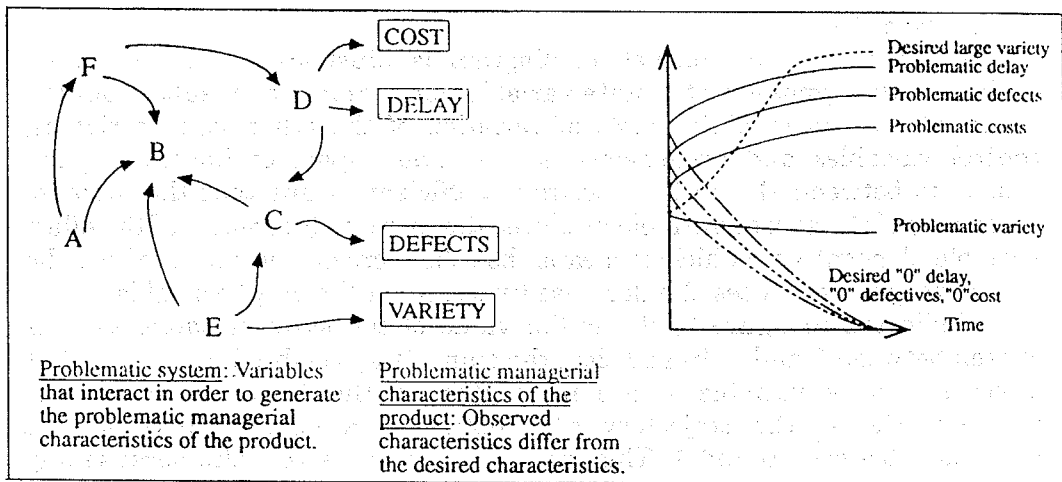 F
D
B
A
C
E
COST
DELAY
DEFECTS
VARIETY
Problematic system: Variables
that interact in order to generate
the problematic managerial
characteristics of the product.
Problematic managerial
characteristics of the
product: Observed
characteristics differ from
the desired characteristics.
Desired large variety
Problematic delay
Problematic defects
Problematic costs
Problematic variety
Desired "0" delay,
"0" defectives,"0"cost
Time